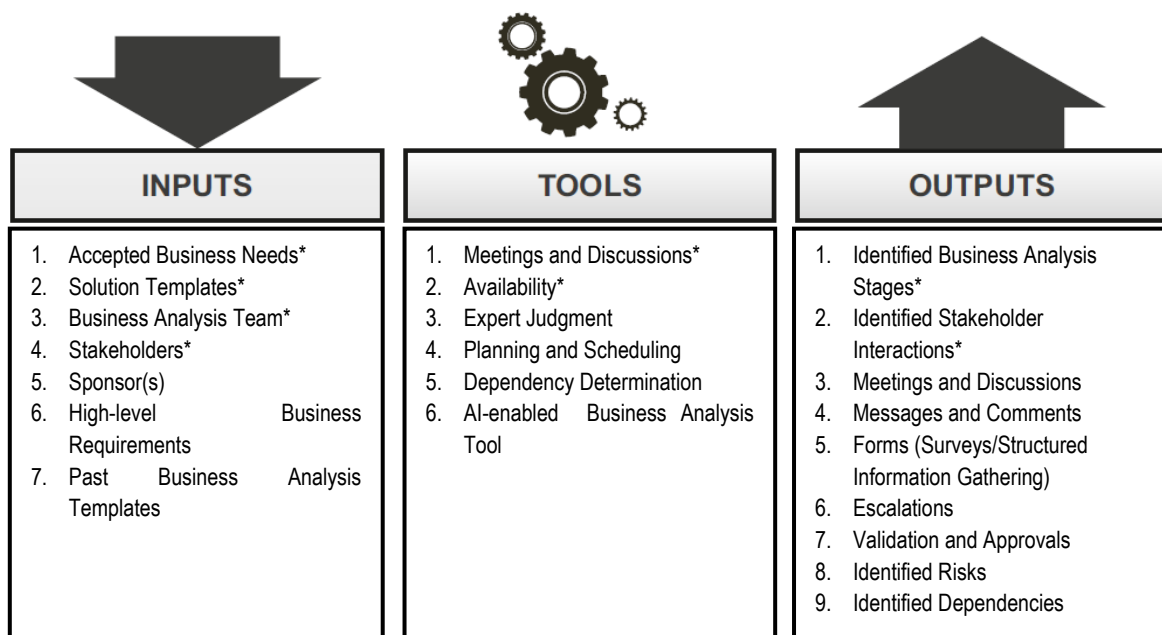 INPUTS
1. Accepted Business Needs*
2. Solution Templates*
3. Business Analysis Team*
4. Stakeholders*
5. Sponsor(s)
6. High-level Business
Requirements
7. Past Business Analysis
Templates
TOOLS
1. Meetings and Discussions*
2. Availability*
3. Expert Judgment
4. Planning and Scheduling
5. Dependency Determination
6. AI-enabled Business Analysis
Tool
OUTPUTS
1. Identified Business Analysis
Stages*
2. Identified Stakeholder
Interactions*
3. Meetings and Discussions
4. Messages and Comments
5. Forms (Surveys/Structured
Information Gathering)
6. Escalations
7. Validation and Approvals
8. Identified Risks
9. Identified Dependencies